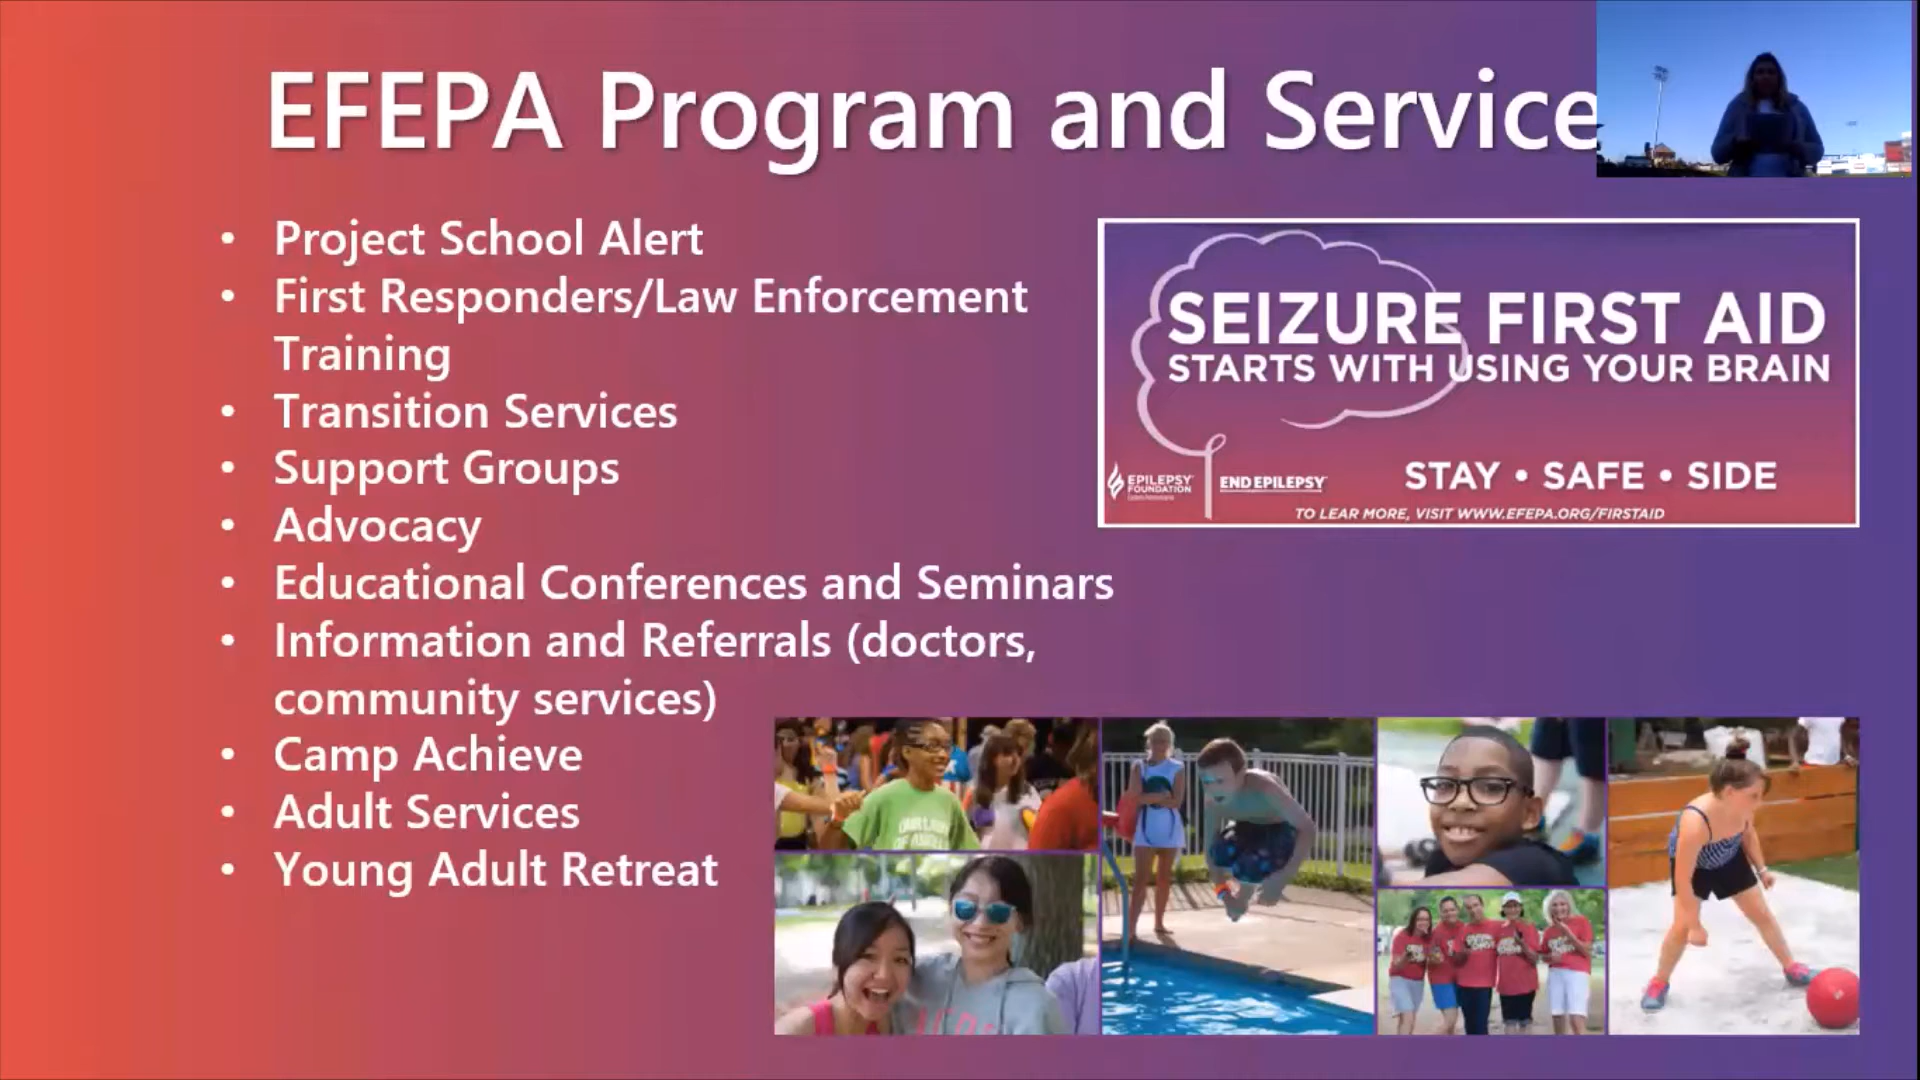 EFEPA Program and Service
• Project School Alert
• First Responders/Law Enforcement
Training
• Transition Services
• Support Groups
• Advocacy
• Educational Conferences and Seminars
• Information and Referrals (doctors,
community services)
• Camp Achieve
• Adult Services
• Young Adult Retreat
SEIZURE FIRST AID
STARTS WITH USING YOUR BRAIN
EPILEPSY
FOUNDATION
END EPILEPSY
STAY • SAFE • SIDE
TO LEAR MORE, VISIT WWW.EFEPA.ORG/FIRSTAID